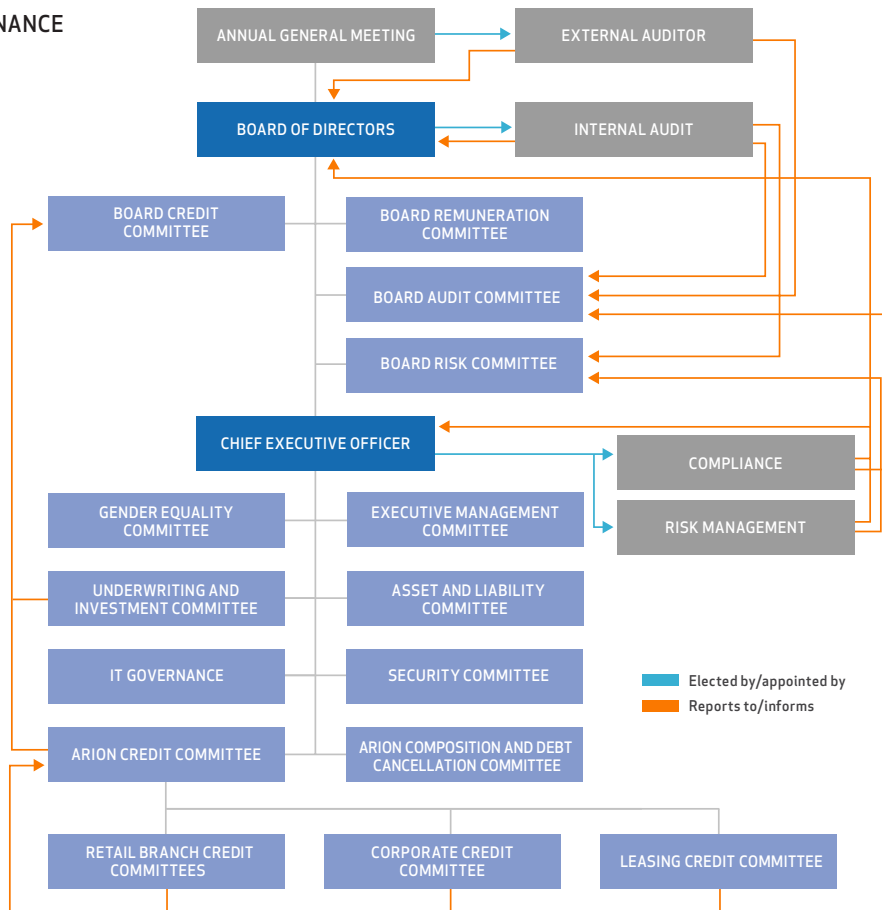 NANCE
ANNUAL GENERAL MEETING
EXTERNAL AUDITOR
BOARD OF DIRECTORS
INTERNAL AUDIT
BOARD CREDIT
COMMITTEE
BOARD REMUNERATION
COMMITTEE
BOARD AUDIT COMMITTEE
BOARD RISK COMMITTEE
CHIEF EXECUTIVE OFFICER
COMPLIANCE
GENDER EQUALITY
COMMITTEE
EXECUTIVE MANAGEMENT
COMMITTEE
RISK MANAGEMENT
UNDERWRITING AND
INVESTMENT COMMITTEE
ASSET AND LIABILITY
COMMITTEE
IT GOVERNANCE
SECURITY COMMITTEE
Elected by/appointed by
Reports to/informs
ARION CREDIT COMMITTEE
ARION COMPOSITION AND DEBT
CANCELLATION COMMITTEE
RETAIL BRANCH CREDIT
COMMITTEES
CORPORATE CREDIT
COMMITTEE
LEASING CREDIT COMMITTEE